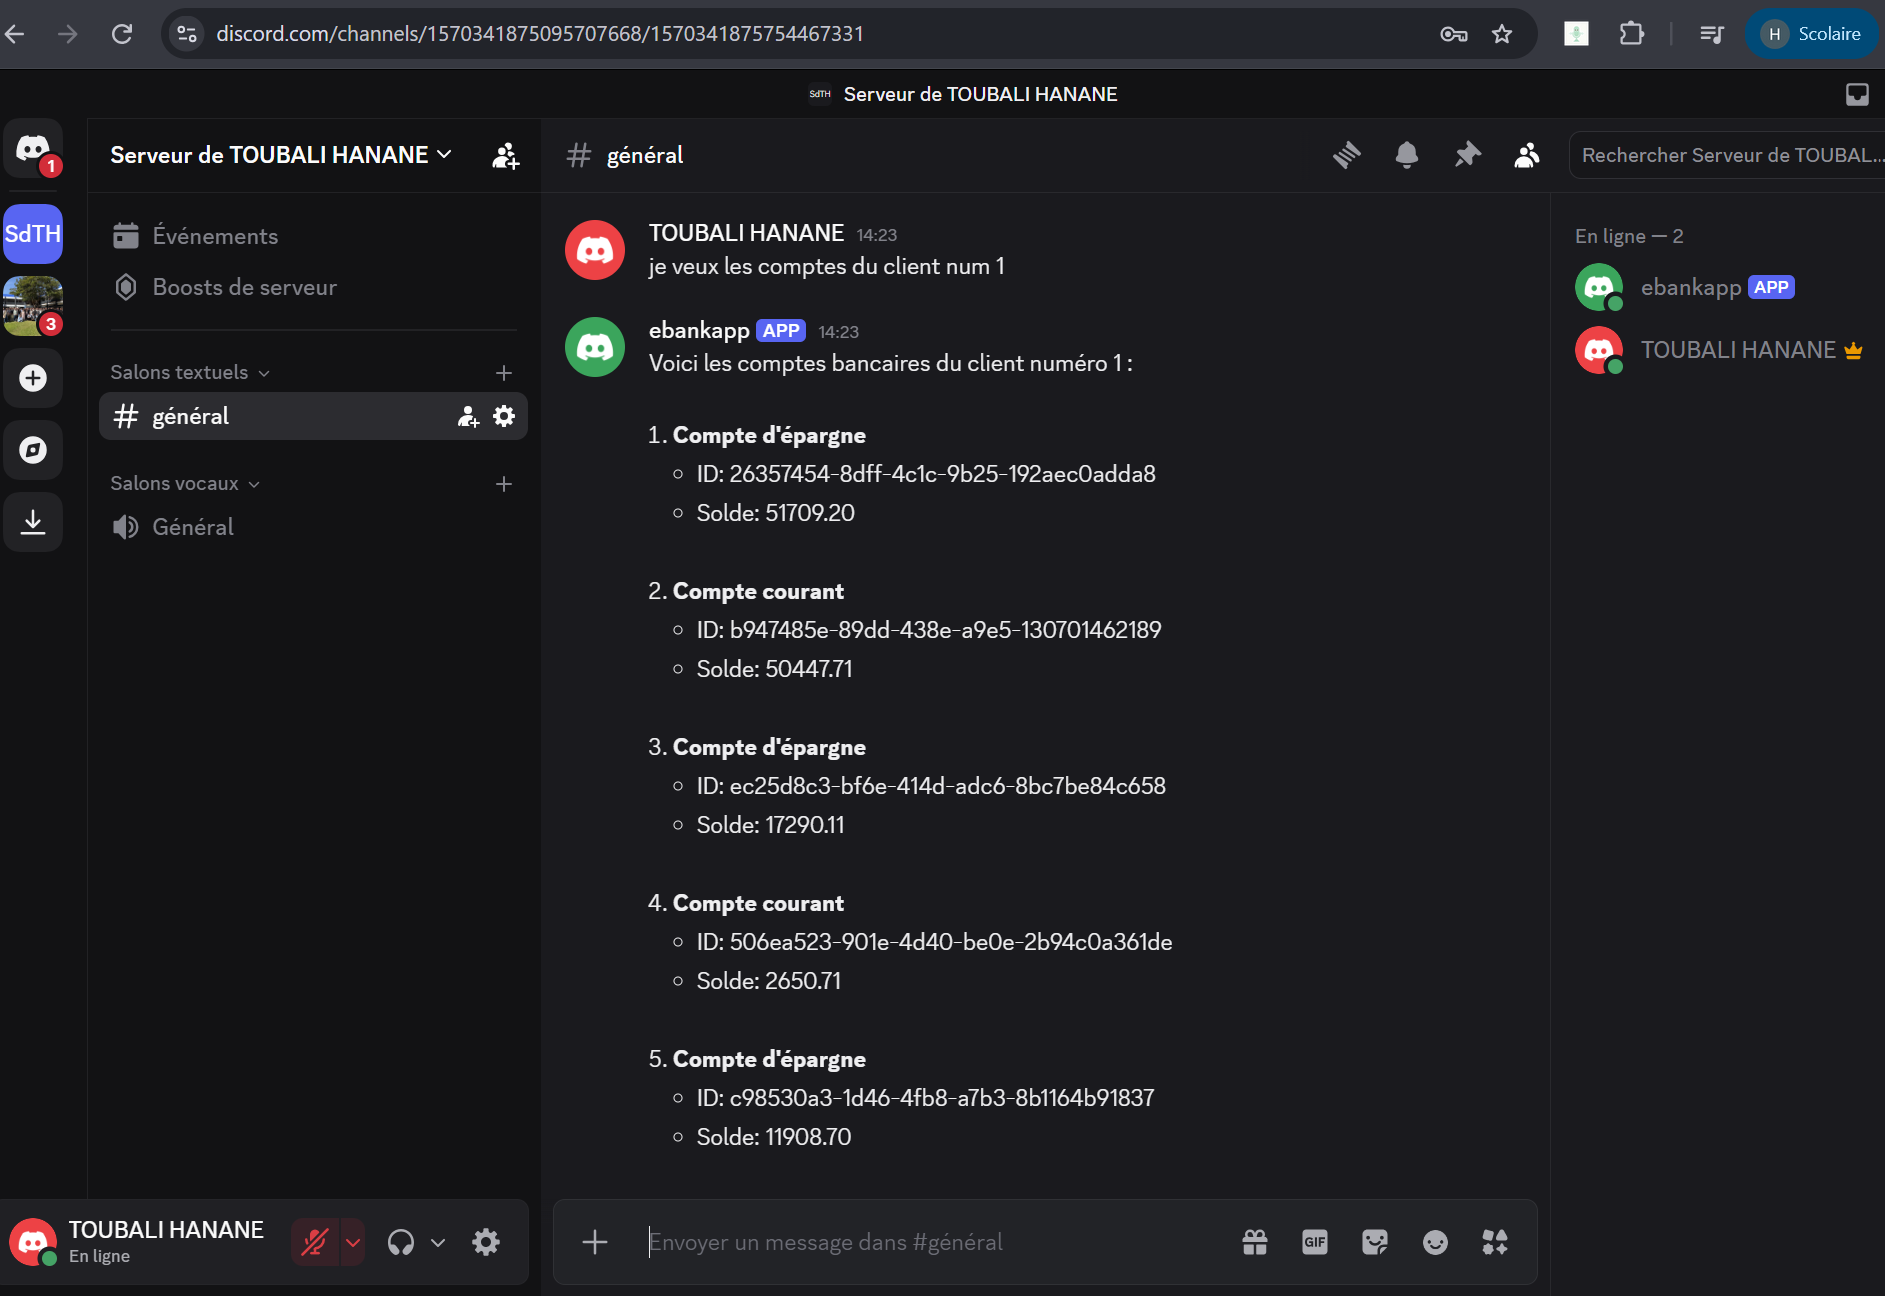 discord.com/channels/1570341875095707668/1570341875754467331
H Scolaire
SdTH Serveur de TOUBALI HANANE
1
SdTH
3
Serveur de TOUBALI HANANE
Événements
Boosts de serveur
Salons textuels
général
Salons vocaux
Général
TOUBALI HANANE
En ligne
général
Rechercher Serveur de TOUBAL...
TOUBALI HANANE 14:23
je veux les comptes du client num 1
ebankapp APP 14:23
Voici les comptes bancaires du client numéro 1 :
1. Compte d'épargne
ID: 26357454-8dff-4c1c-9b25-192aec0adda8
Solde: 51709.20
2. Compte courant
ID: b947485e-89dd-438e-a9e5-130701462189
Solde: 50447.71
3. Compte d'épargne
ID: ec25d8c3-bf6e-414d-adc6-8bc7be84c658
Solde: 17290.11
4. Compte courant
ID: 506ea523-901e-4d40-be0e-2b94c0a361de
Solde: 2650.71
5. Compte d'épargne
ID: c98530a3-1d46-4fb8-a7b3-8b1164b91837
Solde: 11908.70
Envoyer un message dans #général
GIF
En ligne — 2
ebankapp APP
TOUBALI HANANE